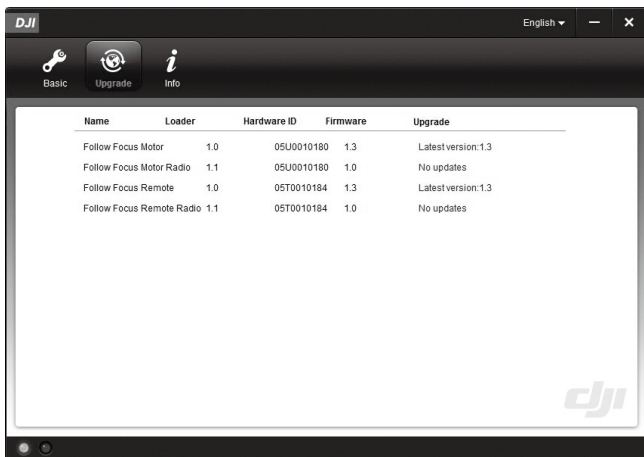 DJI English
Basic Upgrade Info
Name Loader Hardware ID Firmware Upgrade
Follow Focus Motor 1.0 05U0010180 1.3 Latest version:1.3
Follow Focus Motor Radio 1.1 05U0010180 1.0 No updates
Follow Focus Remote 1.0 05T0010184 1.3 Latest version:1.3
Follow Focus Remote Radio 1.1 05T0010184 1.0 No updates
dji